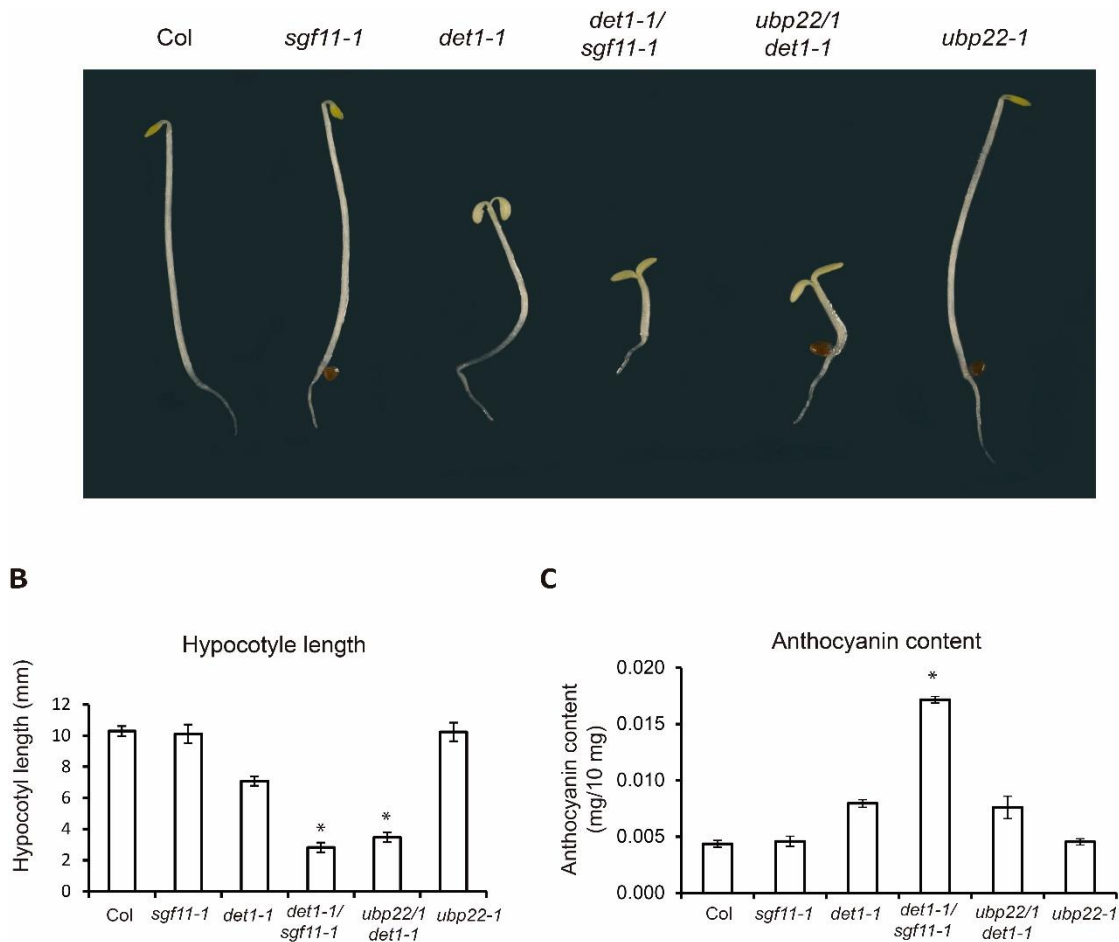 Col sgf11-1 det1-1 det1-1/ sgf11-1 ubp22/1 det1-1 ubp22-1
B
Hypocotyle length
Hypocotyl length (mm)
12
10
8
6
4
2
0
* *
Col sgf11-1 det1-1 det1-1/ sgf11-1 ubp22/1 det1-1 ubp22-1
C
Anthocyanin content
Anthocyanin content
(mg/10 mg)
0.020
0.015
0.010
0.005
0.000
*
Col sgf11-1 det1-1 det1-1/ sgf11-1 ubp22/1 det1-1 ubp22-1